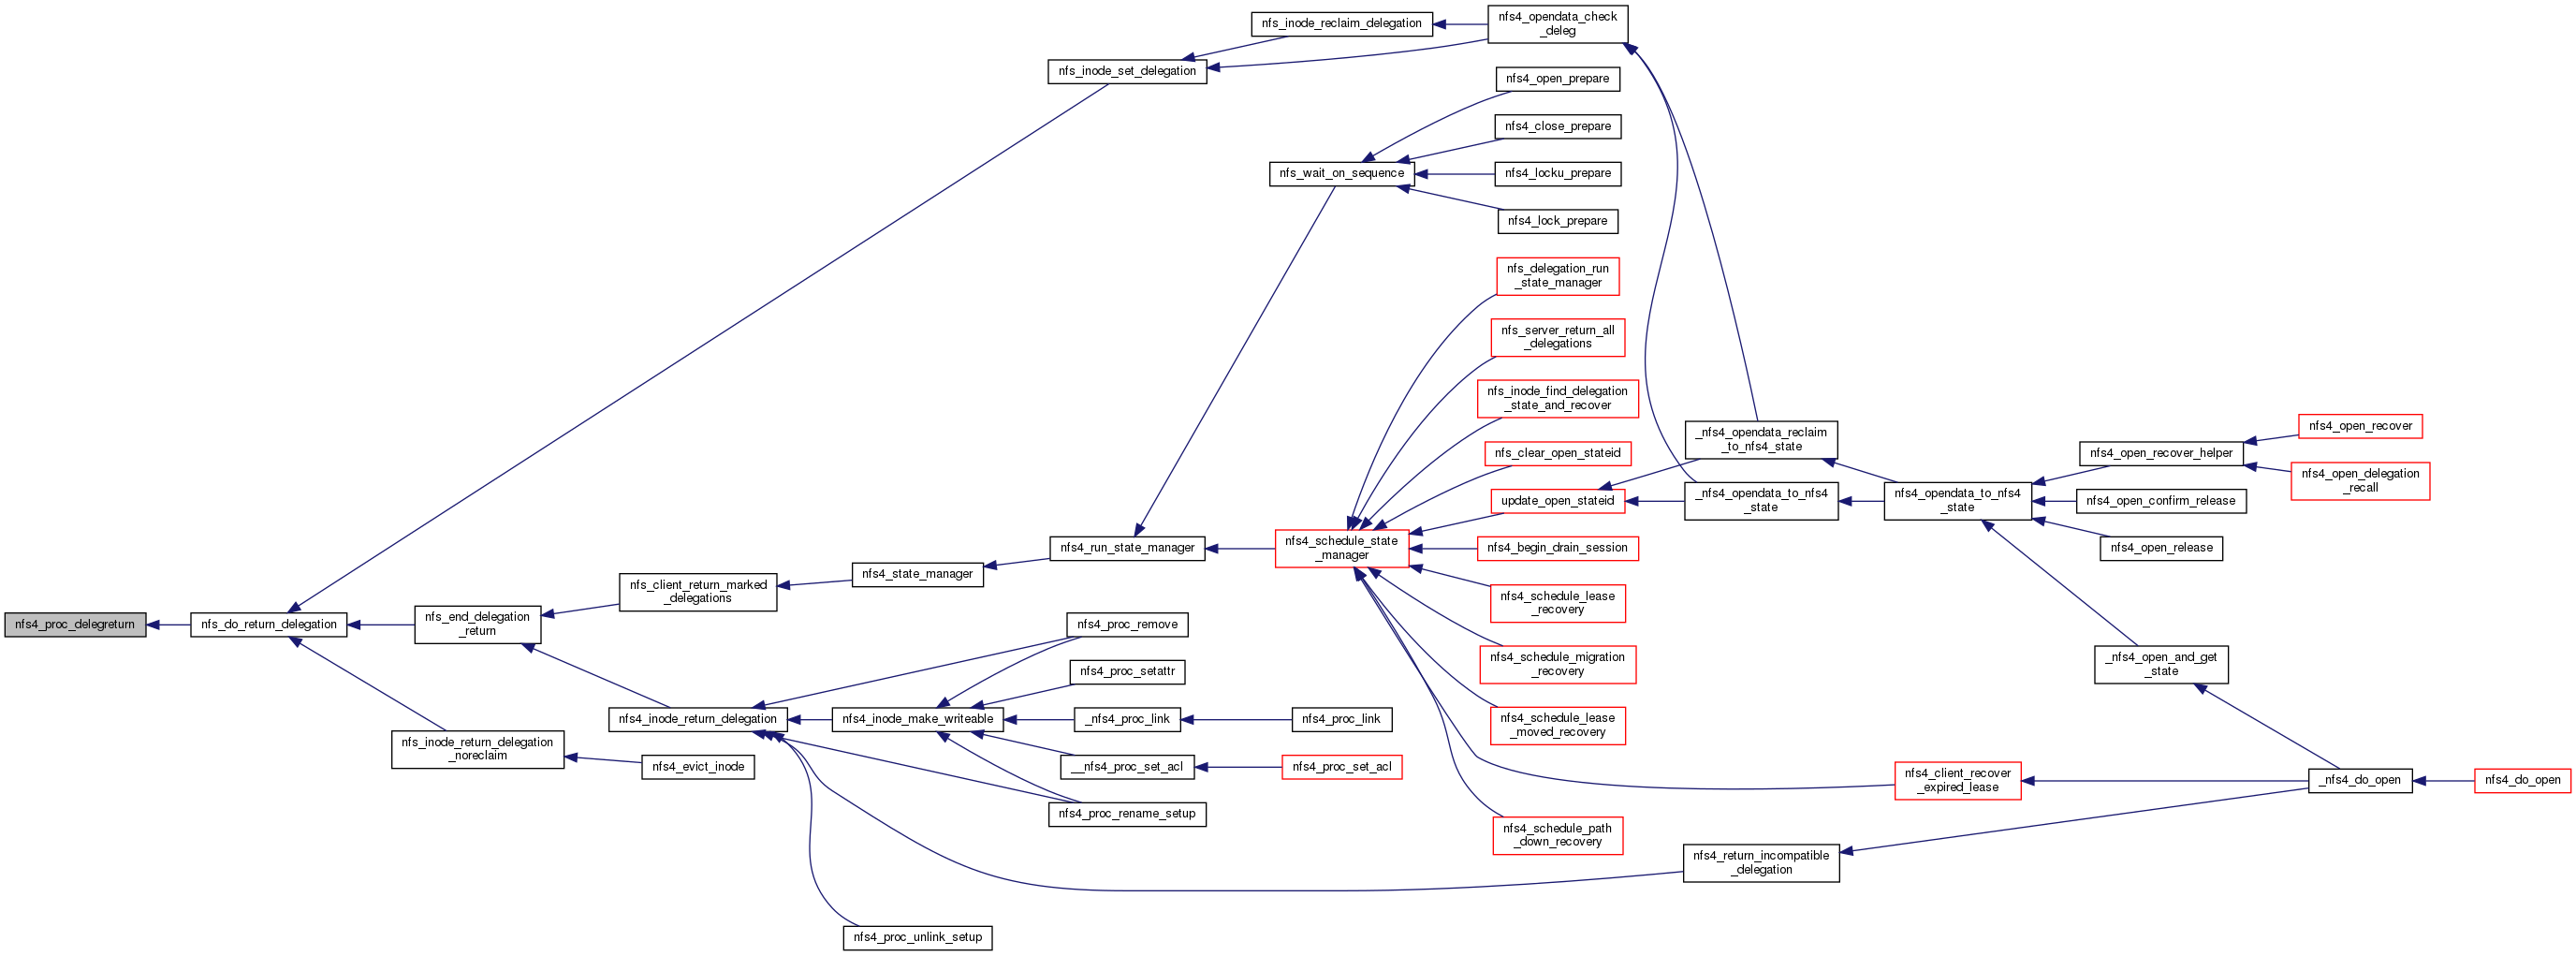 nfs4_proc_delegreturn
nfs_do_return_delegation
nfs_inode_set_delegation
nfs_inode_reclaim_delegation
nfs4_opendata_check
_deleg
nfs_end_delegation
_return
nfs_inode_return_delegation
_noreclaim
nfs4_evict_inode
nfs_client_return_marked
_delegations
nfs4_state_manager
nfs4_run_state_manager
nfs4_inode_return_delegation
nfs4_inode_make_writeable
nfs4_proc_remove
nfs4_proc_setattr
_nfs4_proc_link
nfs4_proc_link
__nfs4_proc_set_acl
nfs4_proc_set_acl
nfs4_proc_rename_setup
nfs4_proc_unlink_setup
nfs_wait_on_sequence
nfs4_open_prepare
nfs4_close_prepare
nfs4_locku_prepare
nfs4_lock_prepare
nfs4_schedule_state
_manager
nfs_delegation_run
_state_manager
nfs_server_return_all
_delegations
nfs_inode_find_delegation
_state_and_recover
nfs_clear_open_stateid
update_open_stateid
nfs4_begin_drain_session
nfs4_schedule_lease
_recovery
nfs4_schedule_migration
_recovery
nfs4_schedule_lease
_moved_recovery
nfs4_schedule_path
_down_recovery
_nfs4_opendata_reclaim
_to_nfs4_state
_nfs4_opendata_to_nfs4
_state
nfs4_opendata_to_nfs4
_state
nfs4_open_recover_helper
nfs4_open_recover
nfs4_open_delegation
_recall
nfs4_open_confirm_release
nfs4_open_release
_nfs4_open_and_get
_state
nfs4_client_recover
_expired_lease
nfs4_return_incompatible
_delegation
_nfs4_do_open
nfs4_do_open